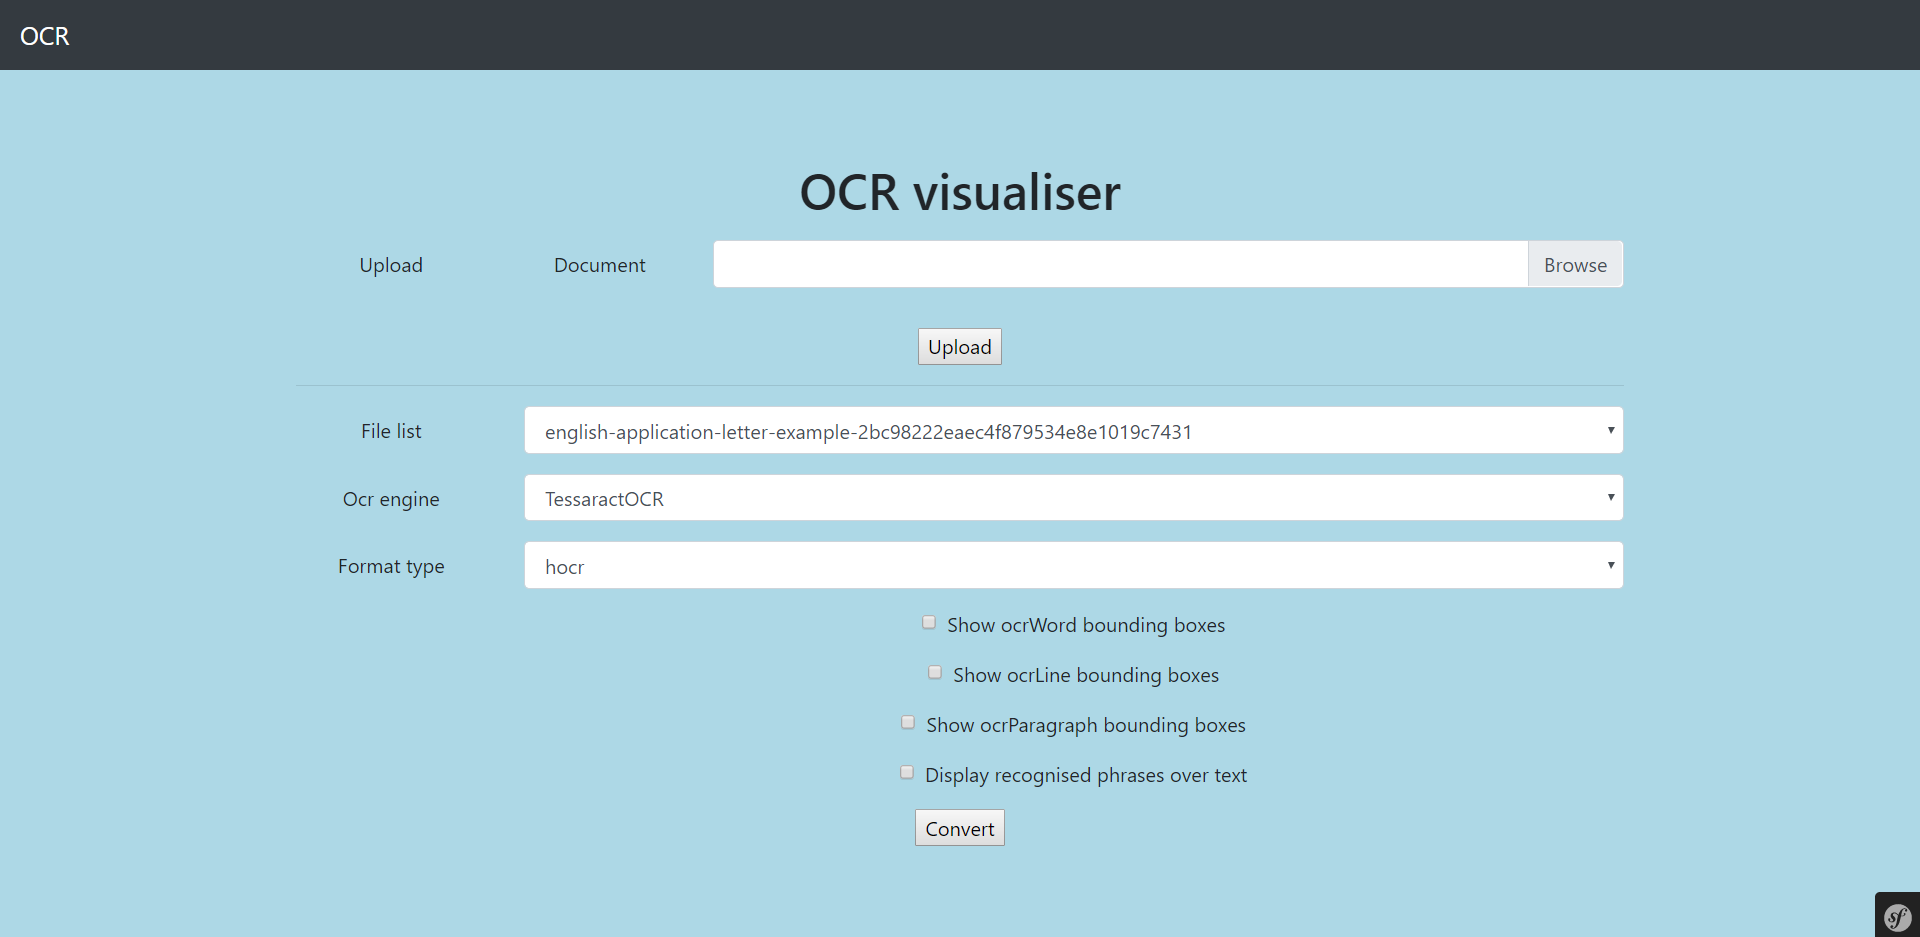 OCR
OCR visualiser
Upload Document Browse
Upload
File list english-application-letter-example-2bc98222eaec4f879534e8e1019c7431
Ocr engine TessaractOCR
Format type hocr
Show ocrWord bounding boxes
Show ocrLine bounding boxes
Show ocrParagraph bounding boxes
Display recognised phrases over text
Convert
sf